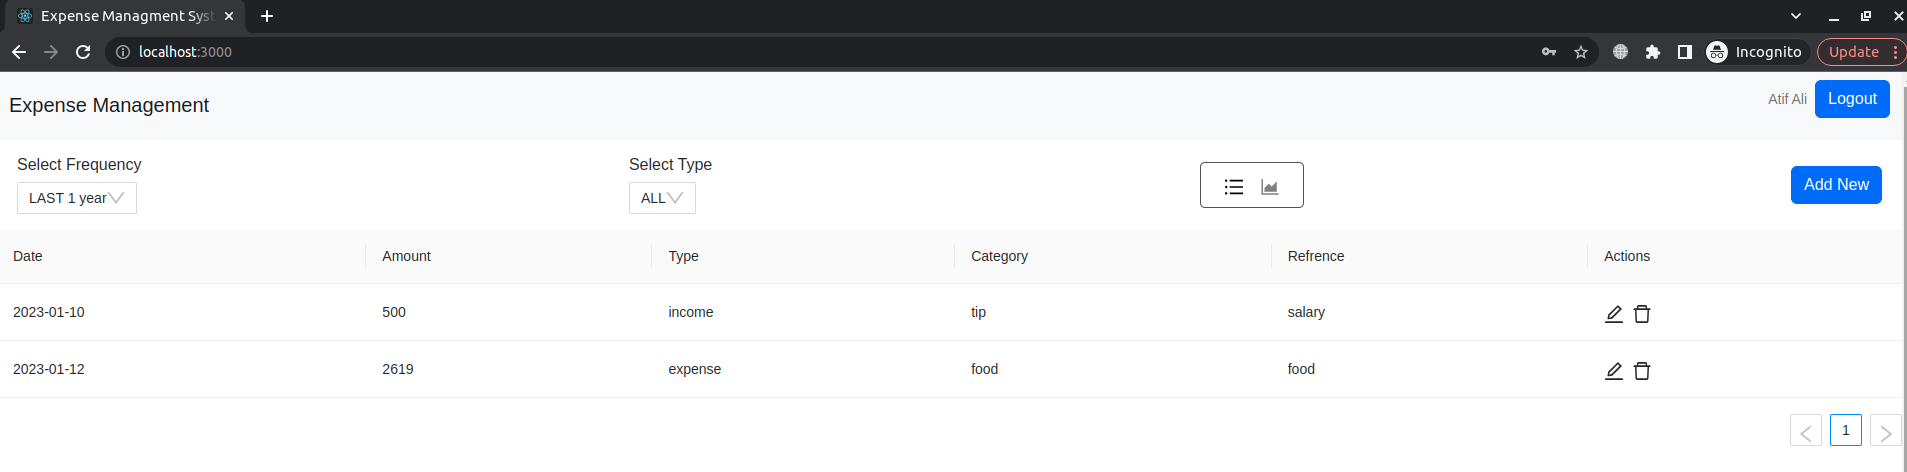 Expense Managment Syst
localhost:3000
Incognito
Update
Expense Management
Atif Ali
Logout
Select Frequency
Select Type
LAST 1 year
ALL
Add New
Date Amount Type Category Refrence Actions
2023-01-10 500 income tip salary
2023-01-12 2619 expense food food
1